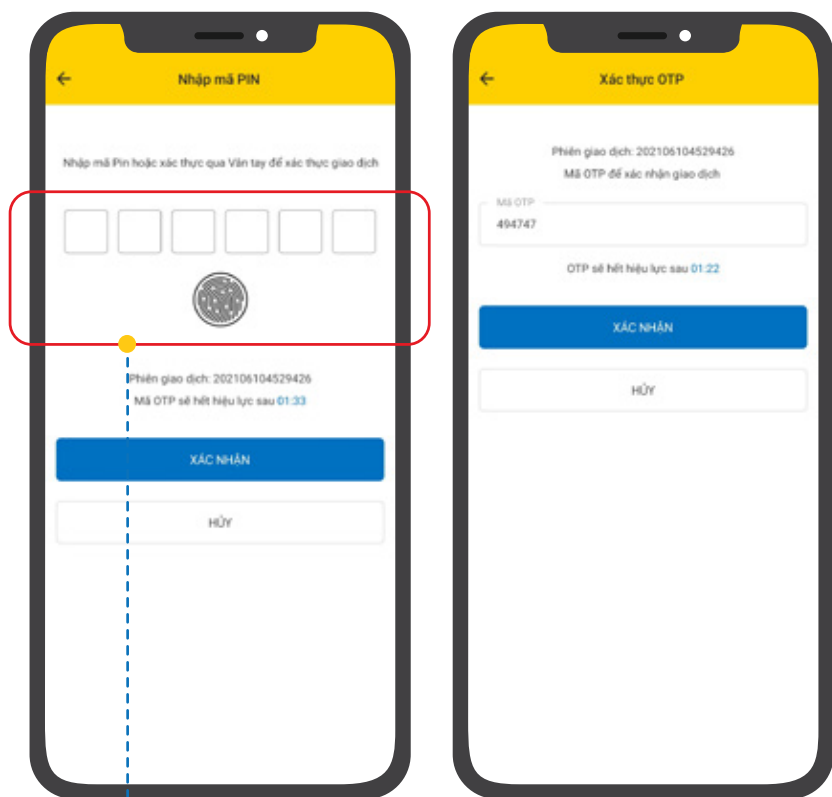 Nhập mã PIN
Nhập mã Pin hoặc xác thực qua Vân tay để xác thực giao dịch
Phiên giao dịch: 202106104529426
Mã OTP sẽ hết hiệu lực sau 01:33
XÁC NHẬN
HỦY
Xác thực OTP
Phiên giao dịch: 202106104529426
Mã OTP để xác nhận giao dịch
Mã OTP
494747
OTP sẽ hết hiệu lực sau 01:22
XÁC NHẬN
HỦY